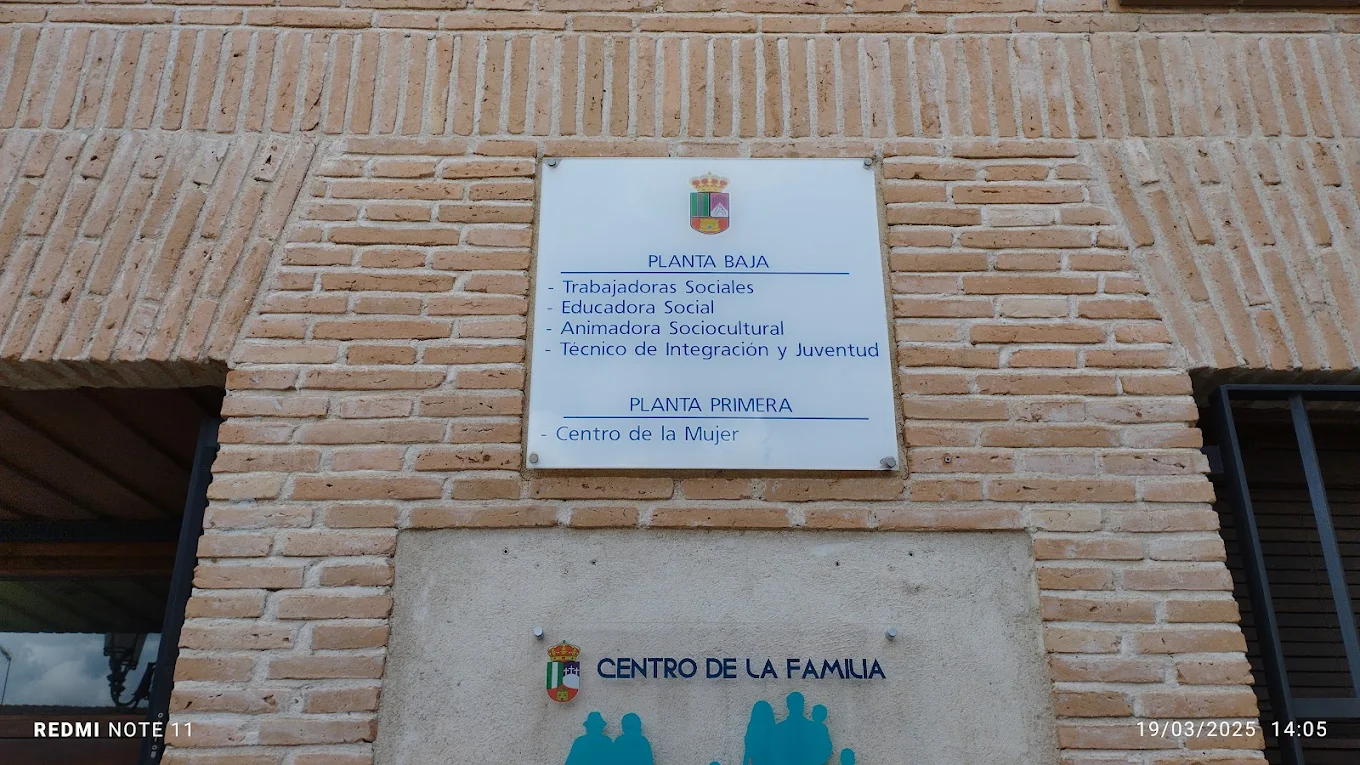 PLANTA BAJA
- Trabajadoras Sociales
- Educadora Social
- Animadora Sociocultural
- Técnico de Integración y Juventud
PLANTA PRIMERA
- Centro de la Mujer
CENTRO DE LA FAMILIA
REDMI NOTE 11
19/03/2025 14:05